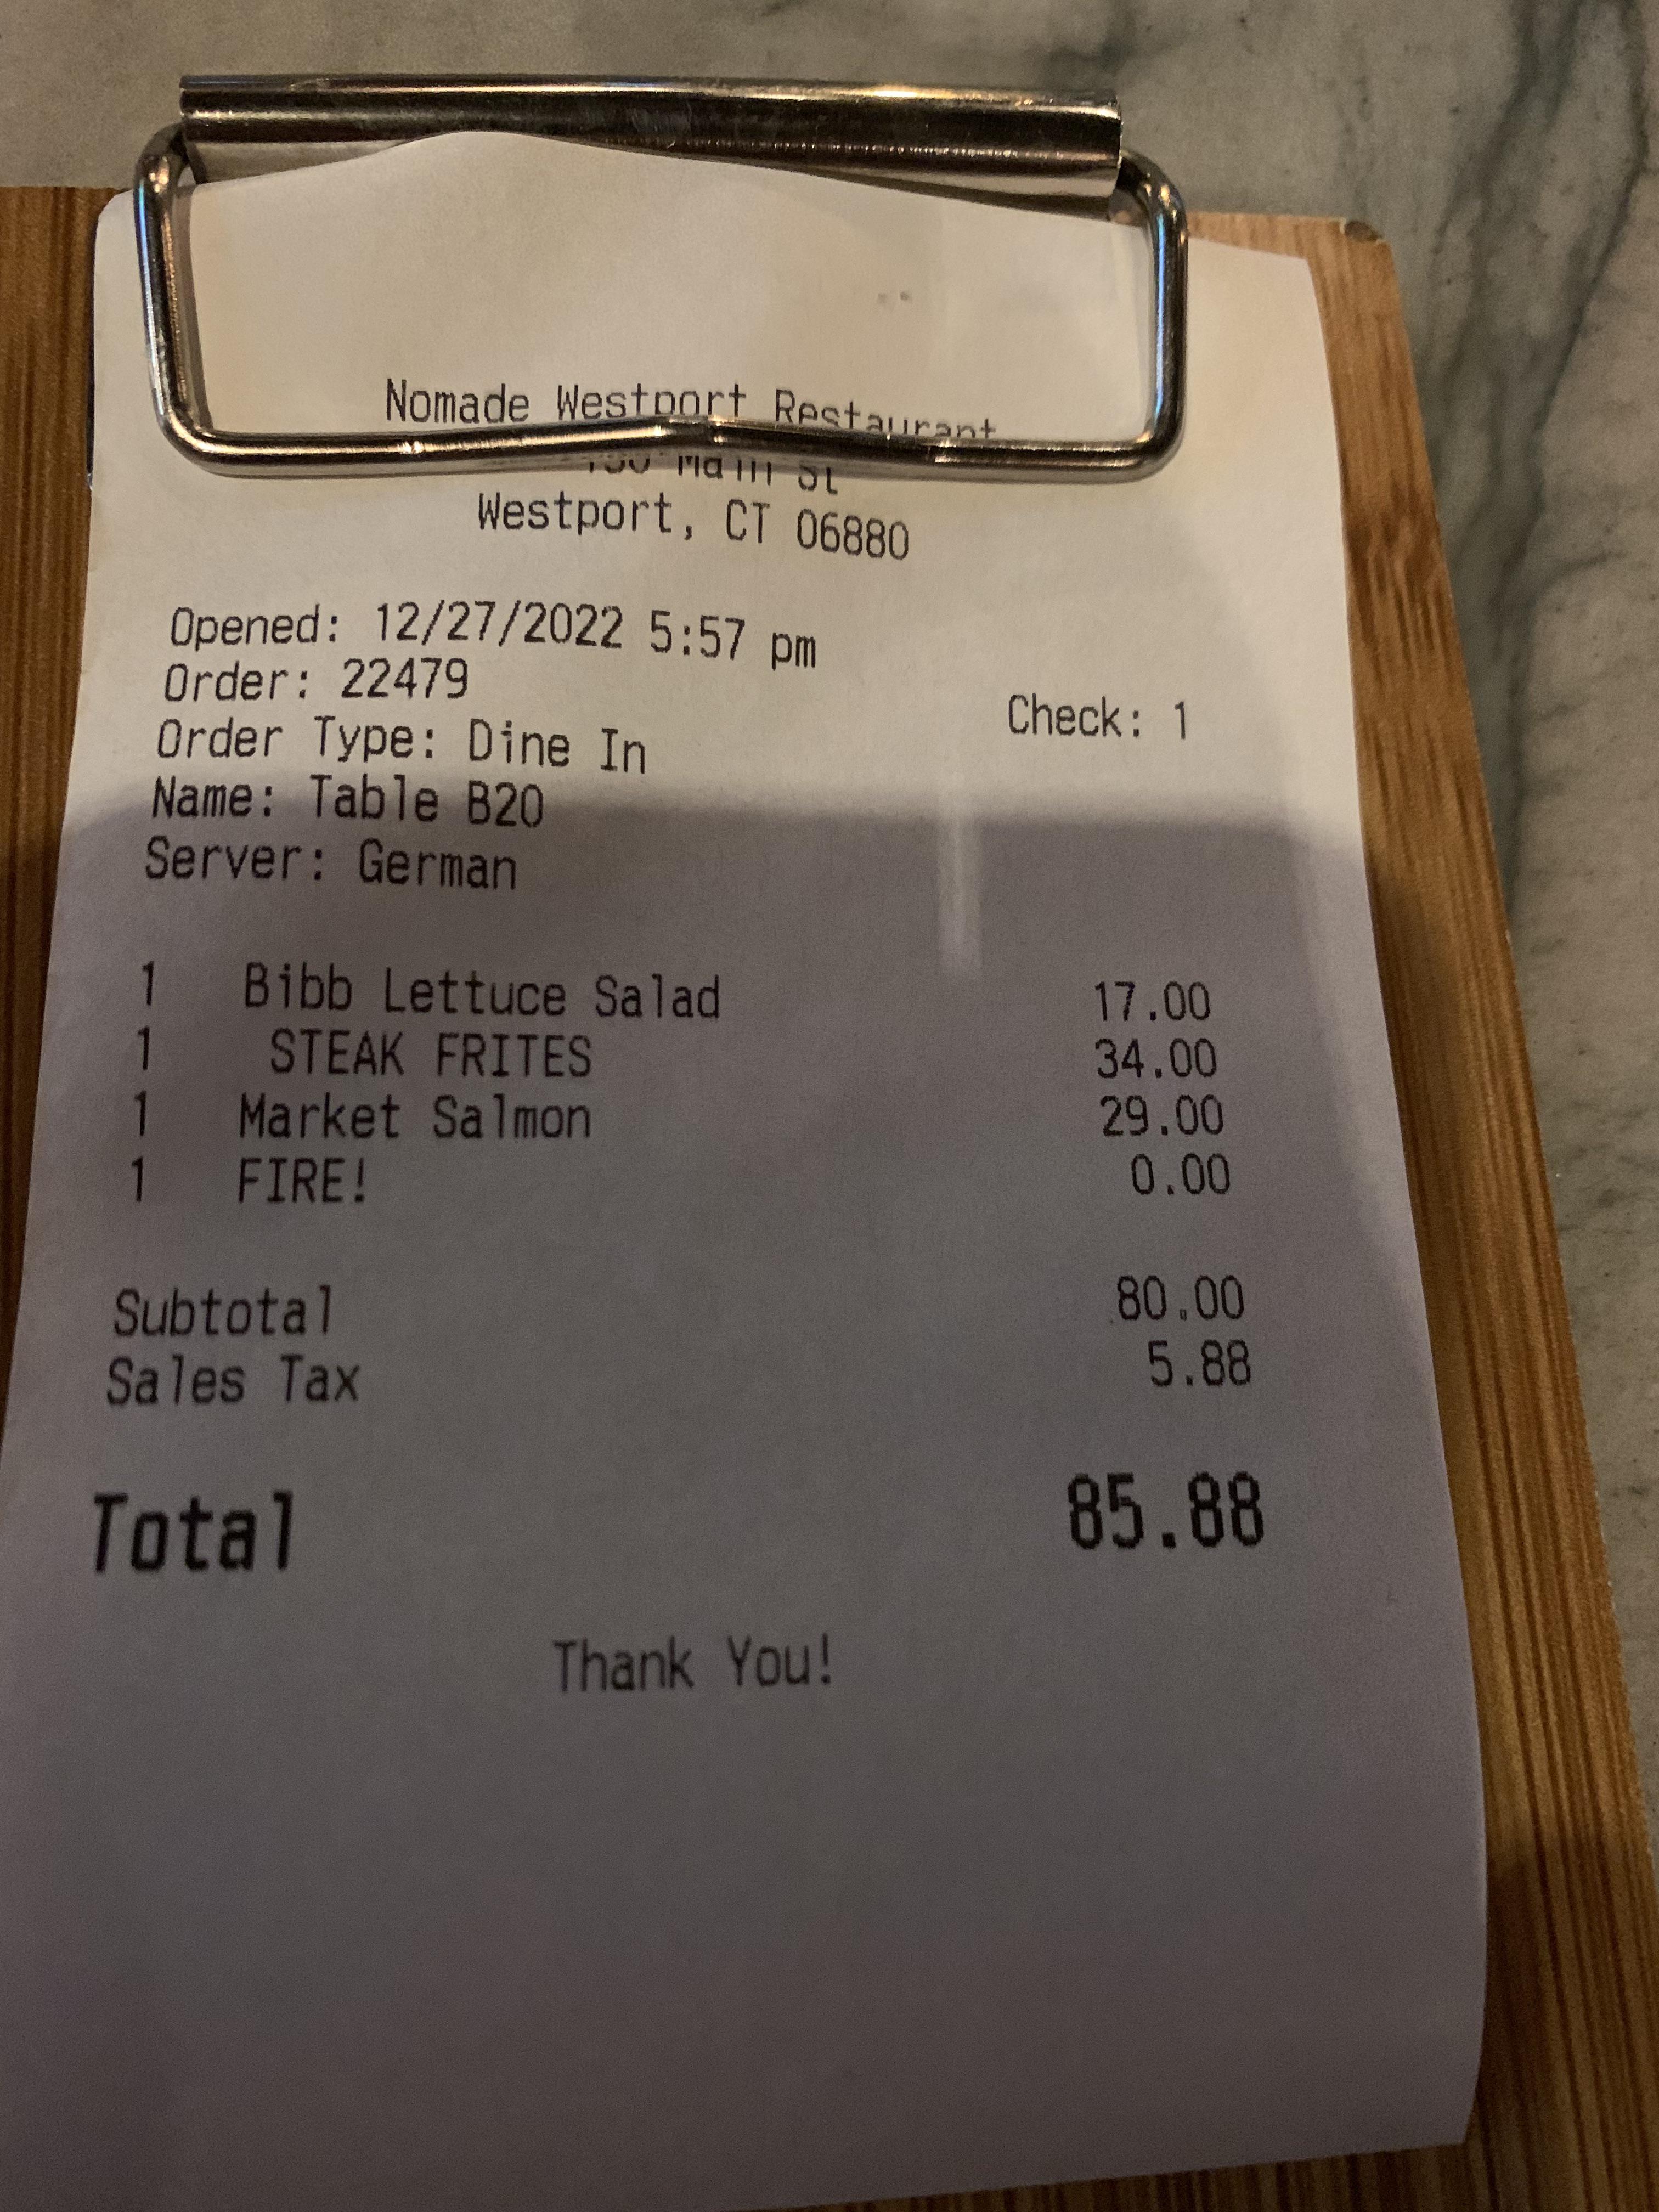 Nomade Westport Restaurant
Main St
Westport, CT 06880
Opened: 12/27/2022 5:57 pm
Order: 22479
Check: 1
Order Type: Dine In
Name: Table B20
Server: German
1 Bibb Lettuce Salad 17.00
1 STEAK FRITES 34.00
1 Market Salmon 29.00
1 FIRE! 0.00
Subtotal 80.00
Sales Tax 5.88
Total 85.88
Thank You!